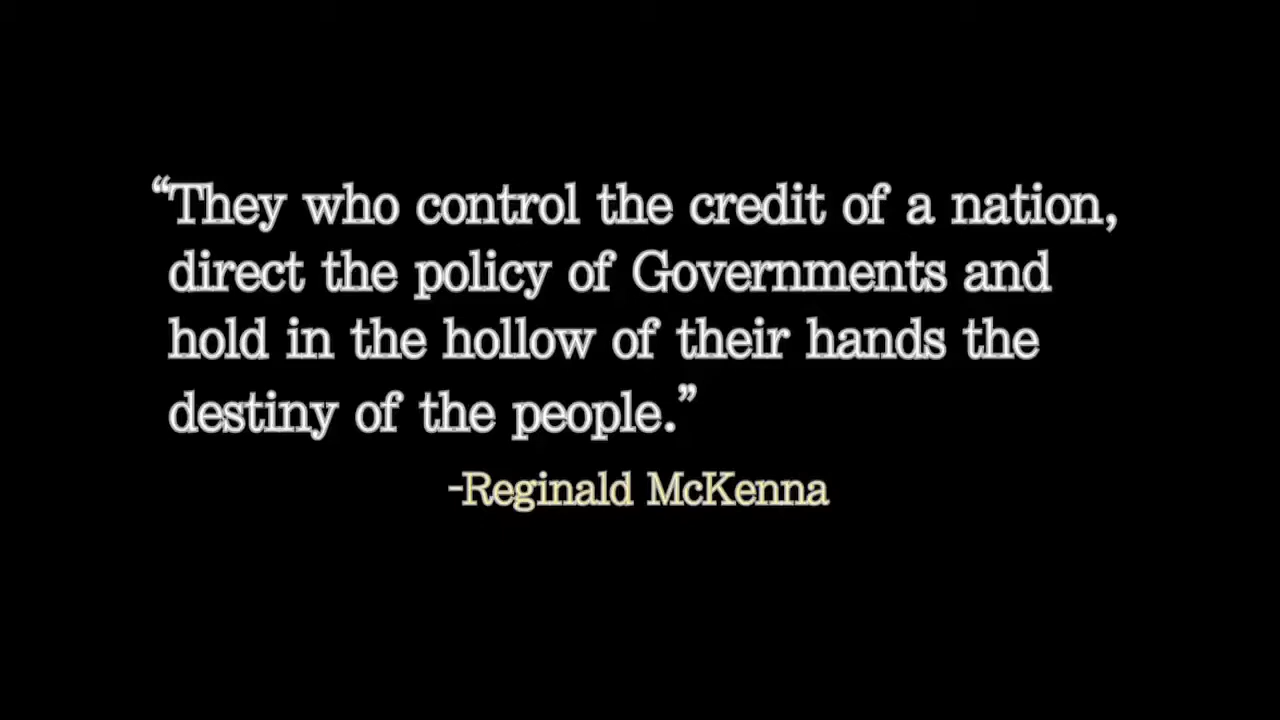 “They who control the credit of a nation,
direct the policy of Governments and
hold in the hollow of their hands the
destiny of the people.”
-Reginald McKenna